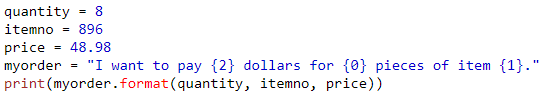 quantity = 8
itemno = 896
price = 48.98
myorder = "I want to pay {2} dollars for {0} pieces of item {1}."
print(myorder.format(quantity, itemno, price))